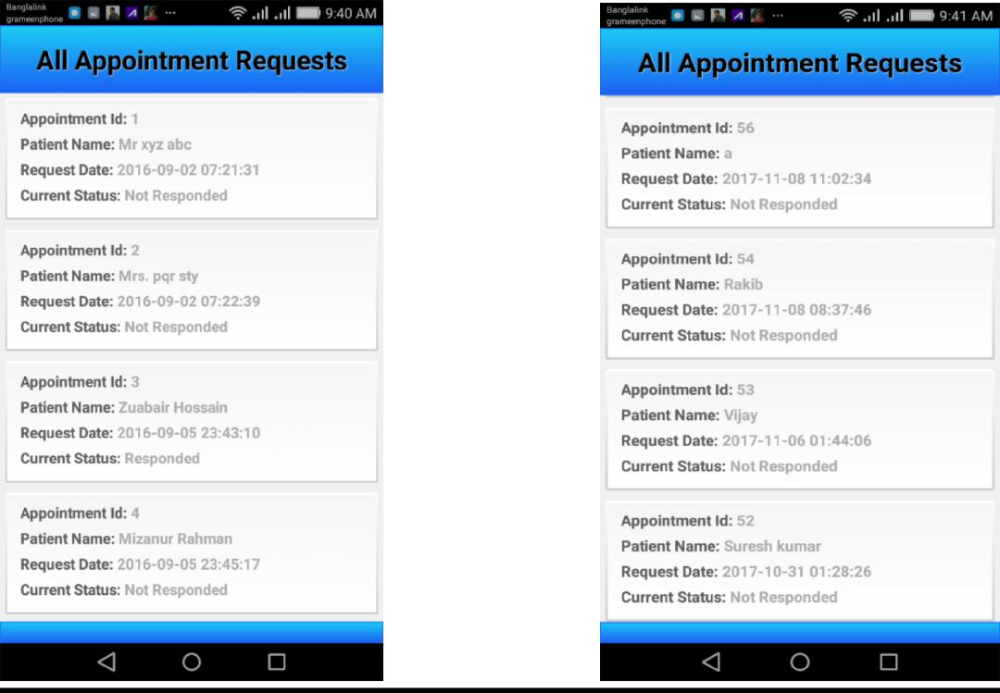 Banglalink
grameenphone
9:40 AM
All Appointment Requests
Appointment Id: 1
Patient Name: Mr xyz abc
Request Date: 2016-09-02 07:21:31
Current Status: Not Responded
Appointment Id: 2
Patient Name: Mrs. pqr sty
Request Date: 2016-09-02 07:22:39
Current Status: Not Responded
Appointment Id: 3
Patient Name: Zuabair Hossain
Request Date: 2016-09-05 23:43:10
Current Status: Responded
Appointment Id: 4
Patient Name: Mizanur Rahman
Request Date: 2016-09-05 23:45:17
Current Status: Not Responded
Banglalink
grameenphone
9:41 AM
All Appointment Requests
Appointment Id: 56
Patient Name: a
Request Date: 2017-11-08 11:02:34
Current Status: Not Responded
Appointment Id: 54
Patient Name: Rakib
Request Date: 2017-11-08 08:37:46
Current Status: Not Responded
Appointment Id: 53
Patient Name: Vijay
Request Date: 2017-11-06 01:44:06
Current Status: Not Responded
Appointment Id: 52
Patient Name: Suresh kumar
Request Date: 2017-10-31 01:28:26
Current Status: Not Responded